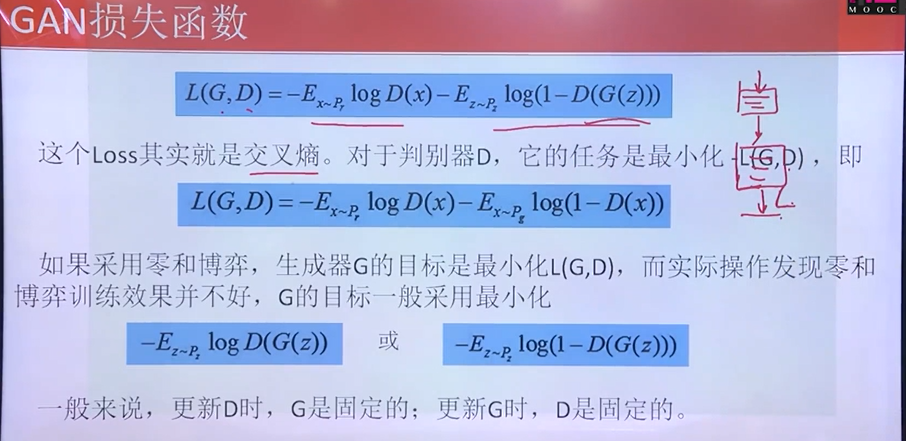 GAN损失函数
MOOC
L(G,D) = −E_{x~P_r} log D(x) − E_{z~P_z} log(1−D(G(z)))
这个Loss其实就是交叉熵。对于判别器D，它的任务是最小化 -L(G,D) ，即
L(G,D) = −E_{x~P_r} log D(x) − E_{x~P_g} log(1−D(x))
如果采用零和博弈，生成器G的目标是最小化L(G,D)，而实际操作发现零和
博弈训练效果并不好，G的目标一般采用最小化
−E_{z~P_z} log D(G(z)) 或 −E_{z~P_z} log(1−D(G(z)))
一般来说，更新D时，G是固定的；更新G时，D是固定的。